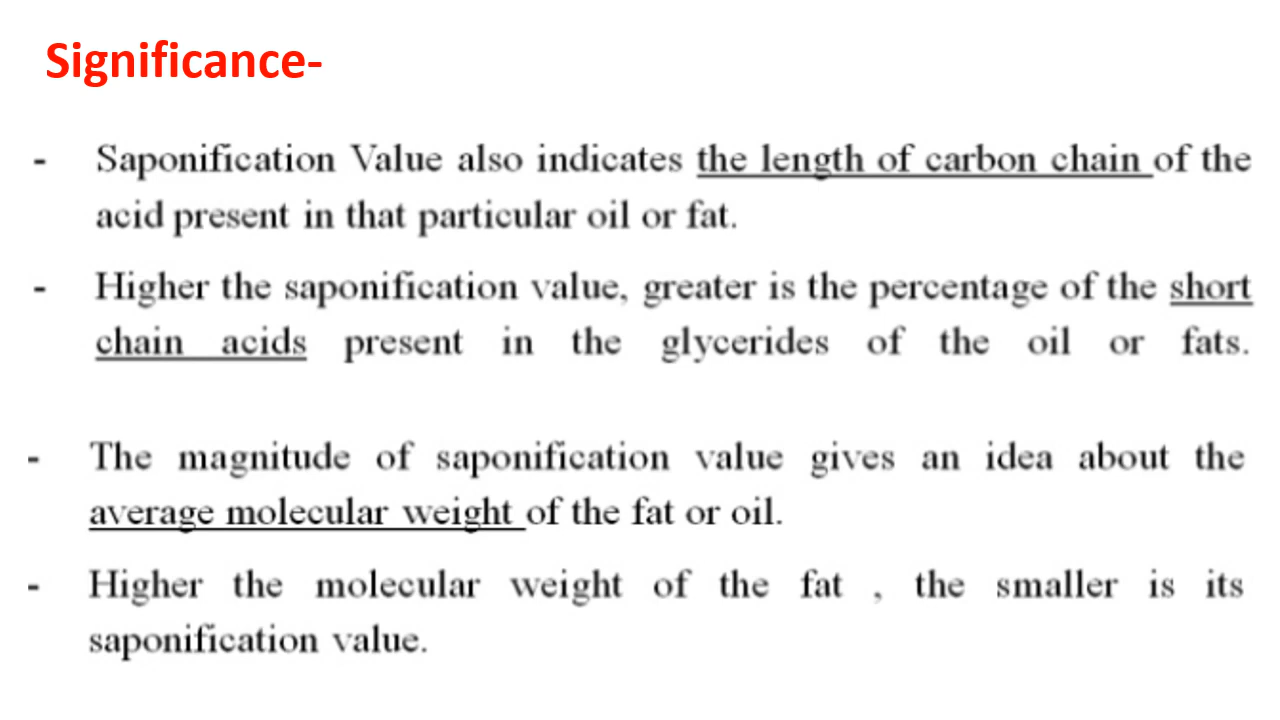 Significance-
- Saponification Value also indicates the length of carbon chain of the
acid present in that particular oil or fat.
- Higher the saponification value, greater is the percentage of the short
chain acids present in the glycerides of the oil or fats.
- The magnitude of saponification value gives an idea about the
average molecular weight of the fat or oil.
- Higher the molecular weight of the fat , the smaller is its
saponification value.